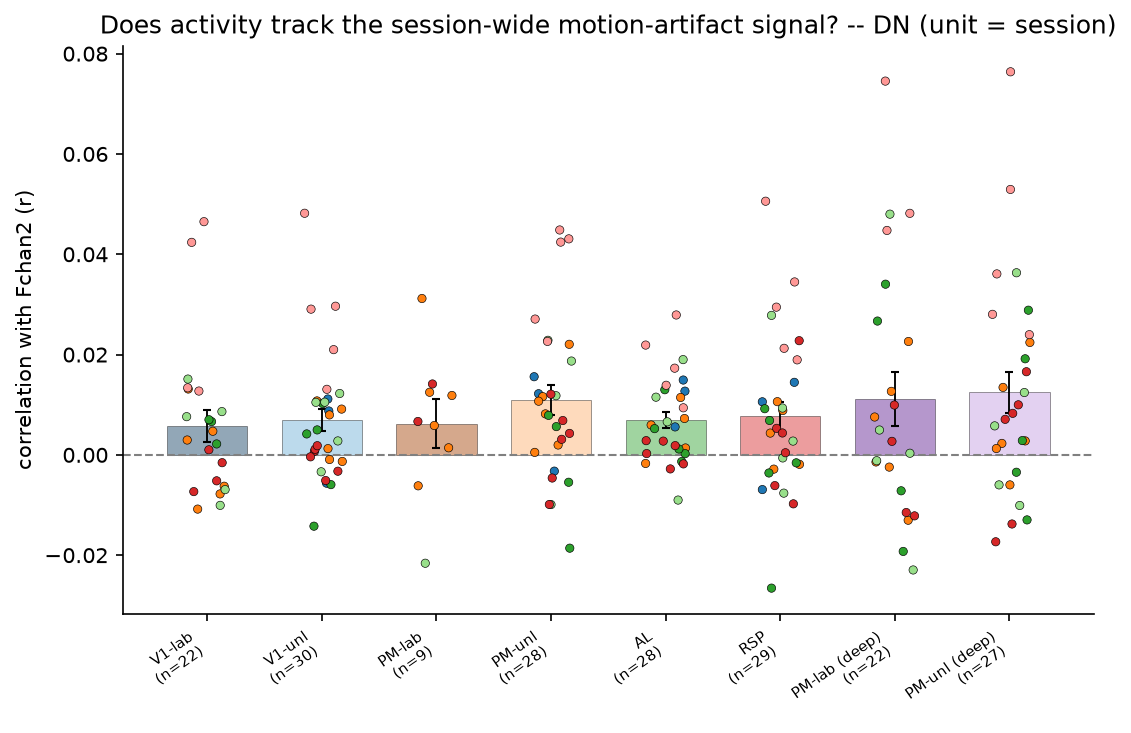 Does activity track the session-wide motion-artifact signal? -- DN (unit = session)
correlation with Fchan2 (r)
0.08
0.06
0.04
0.02
0.00
−0.02
V1-lab
(n=22)
V1-unl
(n=30)
PM-lab
(n=9)
PM-unl
(n=28)
AL
(n=28)
RSP
(n=29)
PM-lab (deep)
(n=22)
PM-unl (deep)
(n=27)